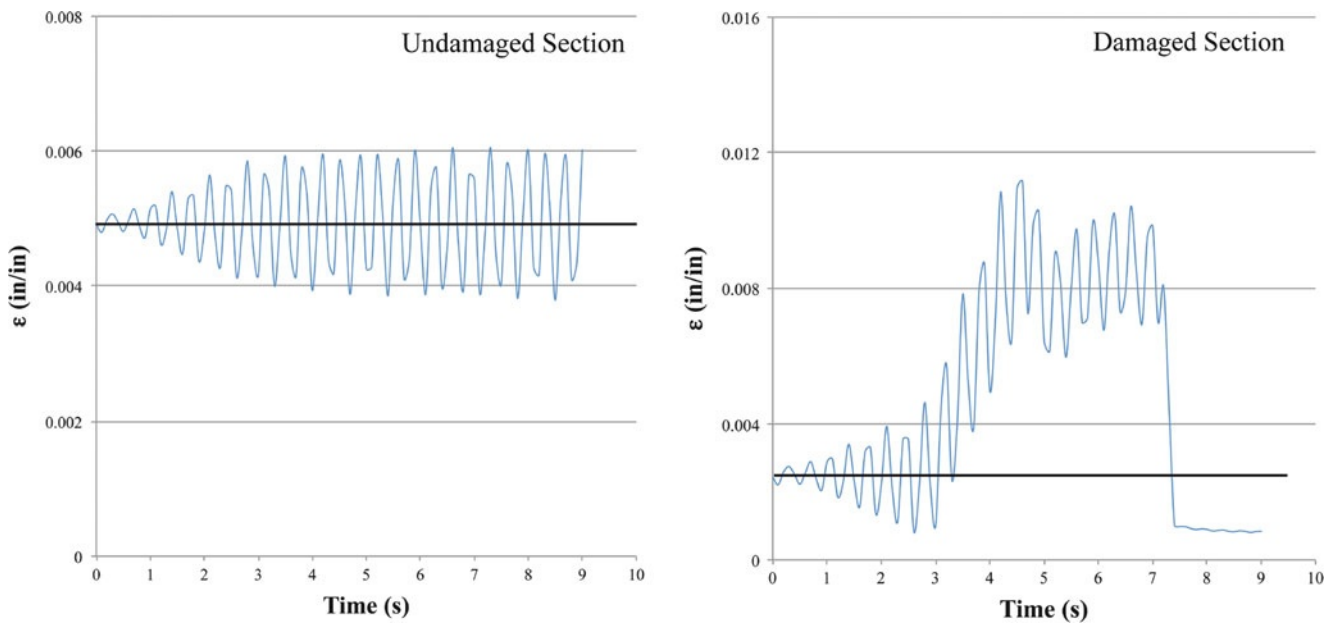 Undamaged Section
0.008
0.006
0.004
0.002
0
ε (in/in)
0 1 2 3 4 5 6 7 8 9 10
Time (s)
Damaged Section
0.016
0.012
0.008
0.004
0
ε (in/in)
0 1 2 3 4 5 6 7 8 9 10
Time (s)